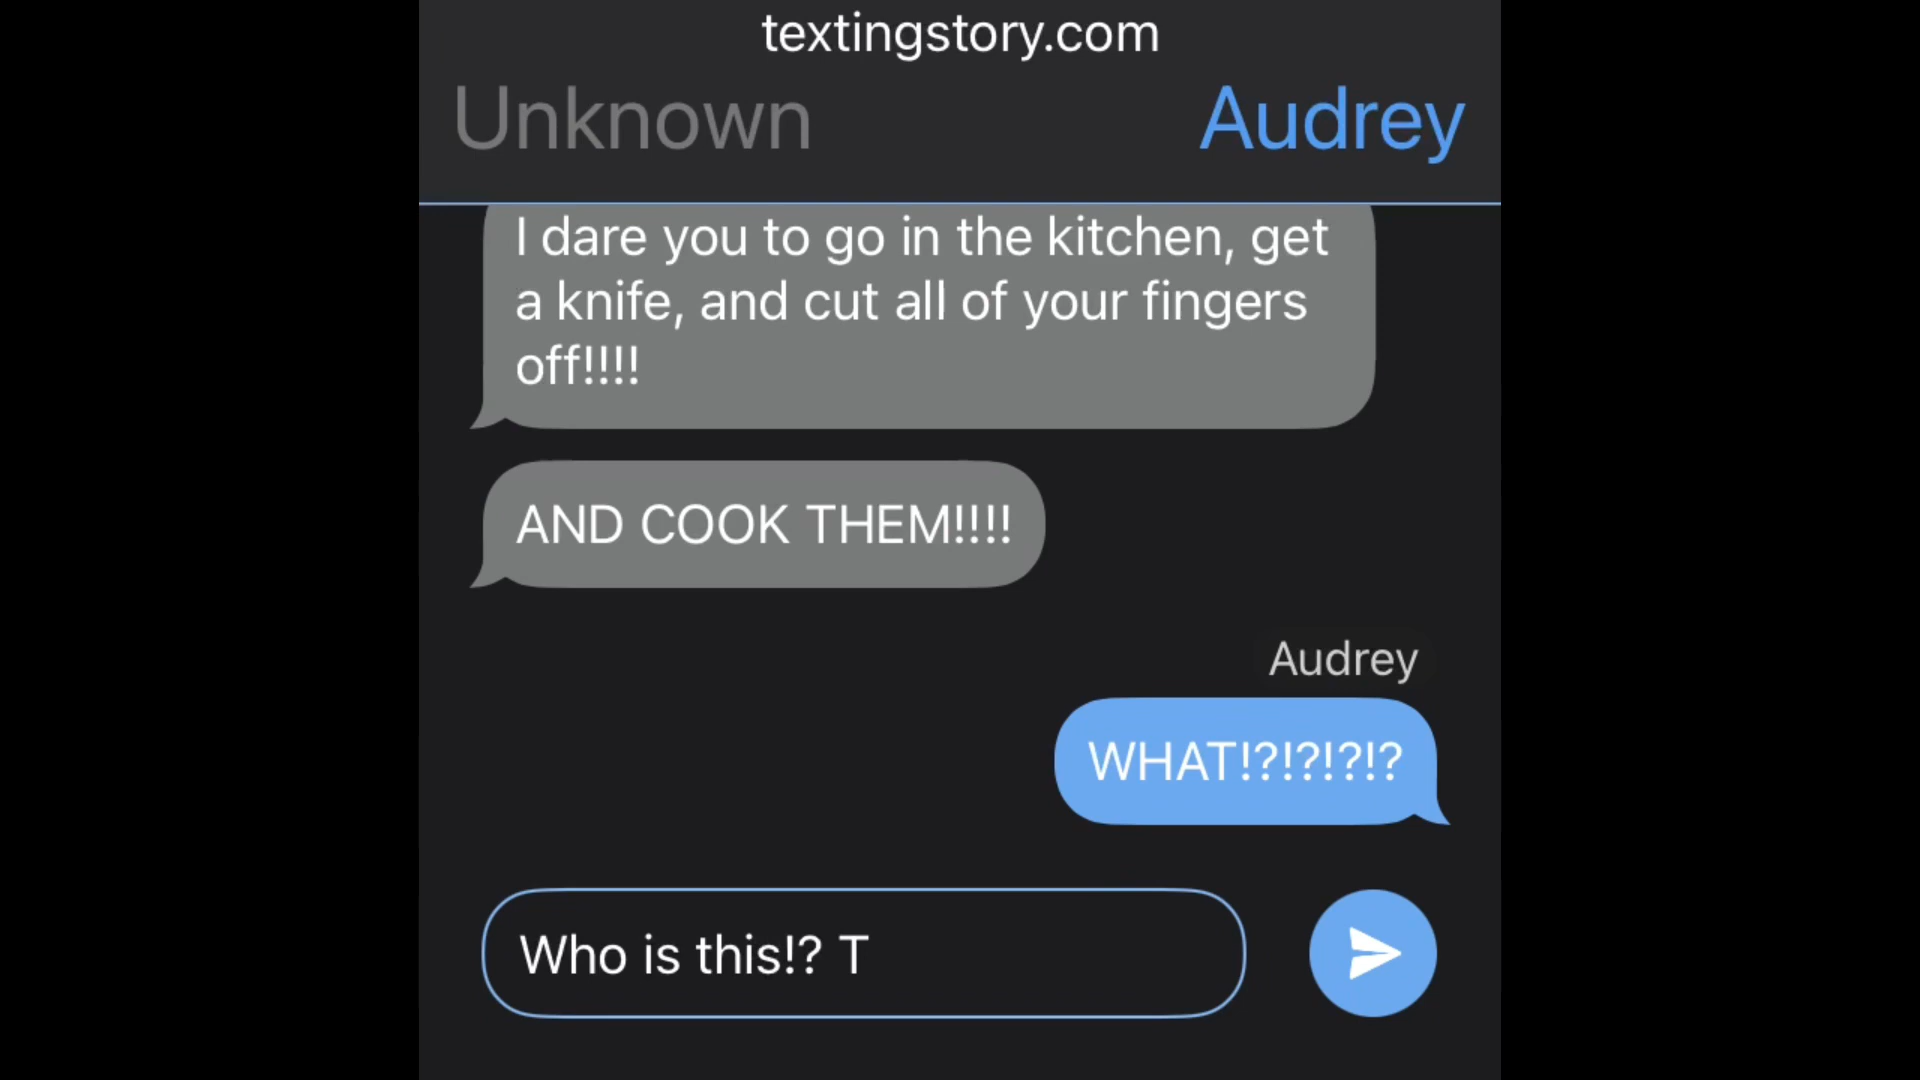 textingstory.com
Unknown Audrey
I dare you to go in the kitchen, get
a knife, and cut all of your fingers
off!!!!
AND COOK THEM!!!!
Audrey
WHAT!?!?!?!?
Who is this!? T